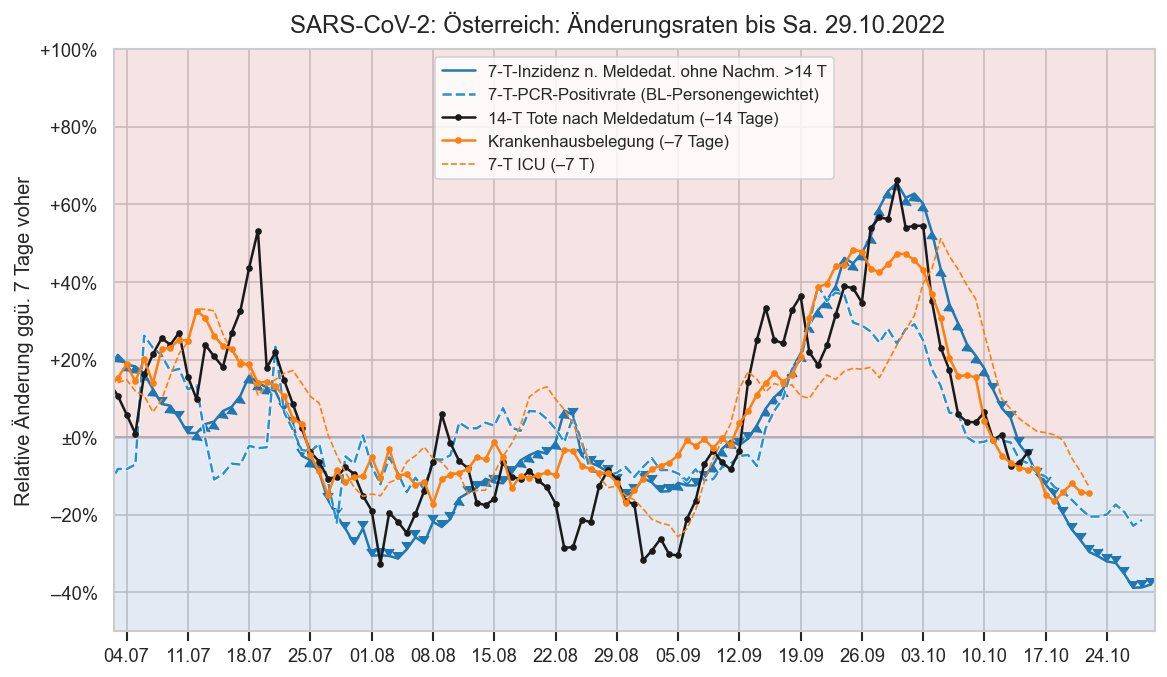 SARS-CoV-2: Österreich: Änderungsraten bis Sa. 29.10.2022
Relative Änderung ggü. 7 Tage voher
+100%
+80%
+60%
+40%
+20%
±0%
–20%
–40%
7-T-Inzidenz n. Meldedat. ohne Nachm. >14 T
7-T-PCR-Positivrate (BL-Personengewichtet)
14-T Tote nach Meldedatum (–14 Tage)
Krankenhausbelegung (–7 Tage)
7-T ICU (–7 T)
04.07 11.07 18.07 25.07 01.08 08.08 15.08 22.08 29.08 05.09 12.09 19.09 26.09 03.10 10.10 17.10 24.10